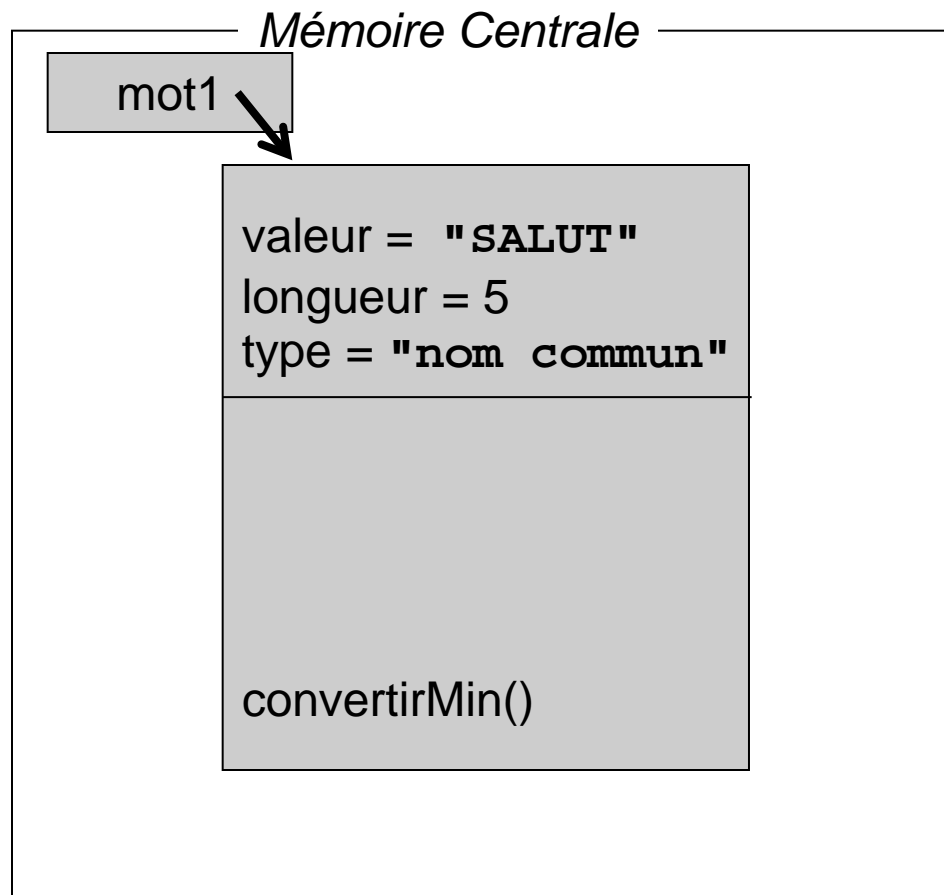 Mémoire Centrale
mot1
valeur = "SALUT"
longueur = 5
type = "nom commun"
convertirMin()